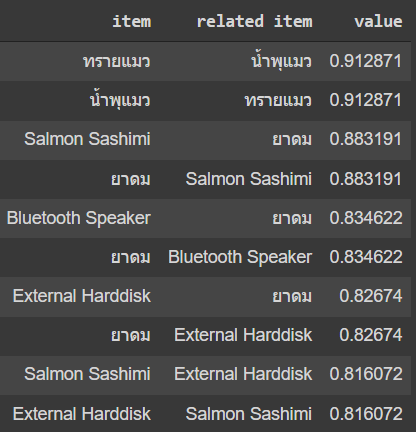 item related item value
ทรายแมว น้ำพุแมว 0.912871
น้ำพุแมว ทรายแมว 0.912871
Salmon Sashimi ยาดม 0.883191
ยาดม Salmon Sashimi 0.883191
Bluetooth Speaker ยาดม 0.834622
ยาดม Bluetooth Speaker 0.834622
External Harddisk ยาดม 0.82674
ยาดม External Harddisk 0.82674
Salmon Sashimi External Harddisk 0.816072
External Harddisk Salmon Sashimi 0.816072